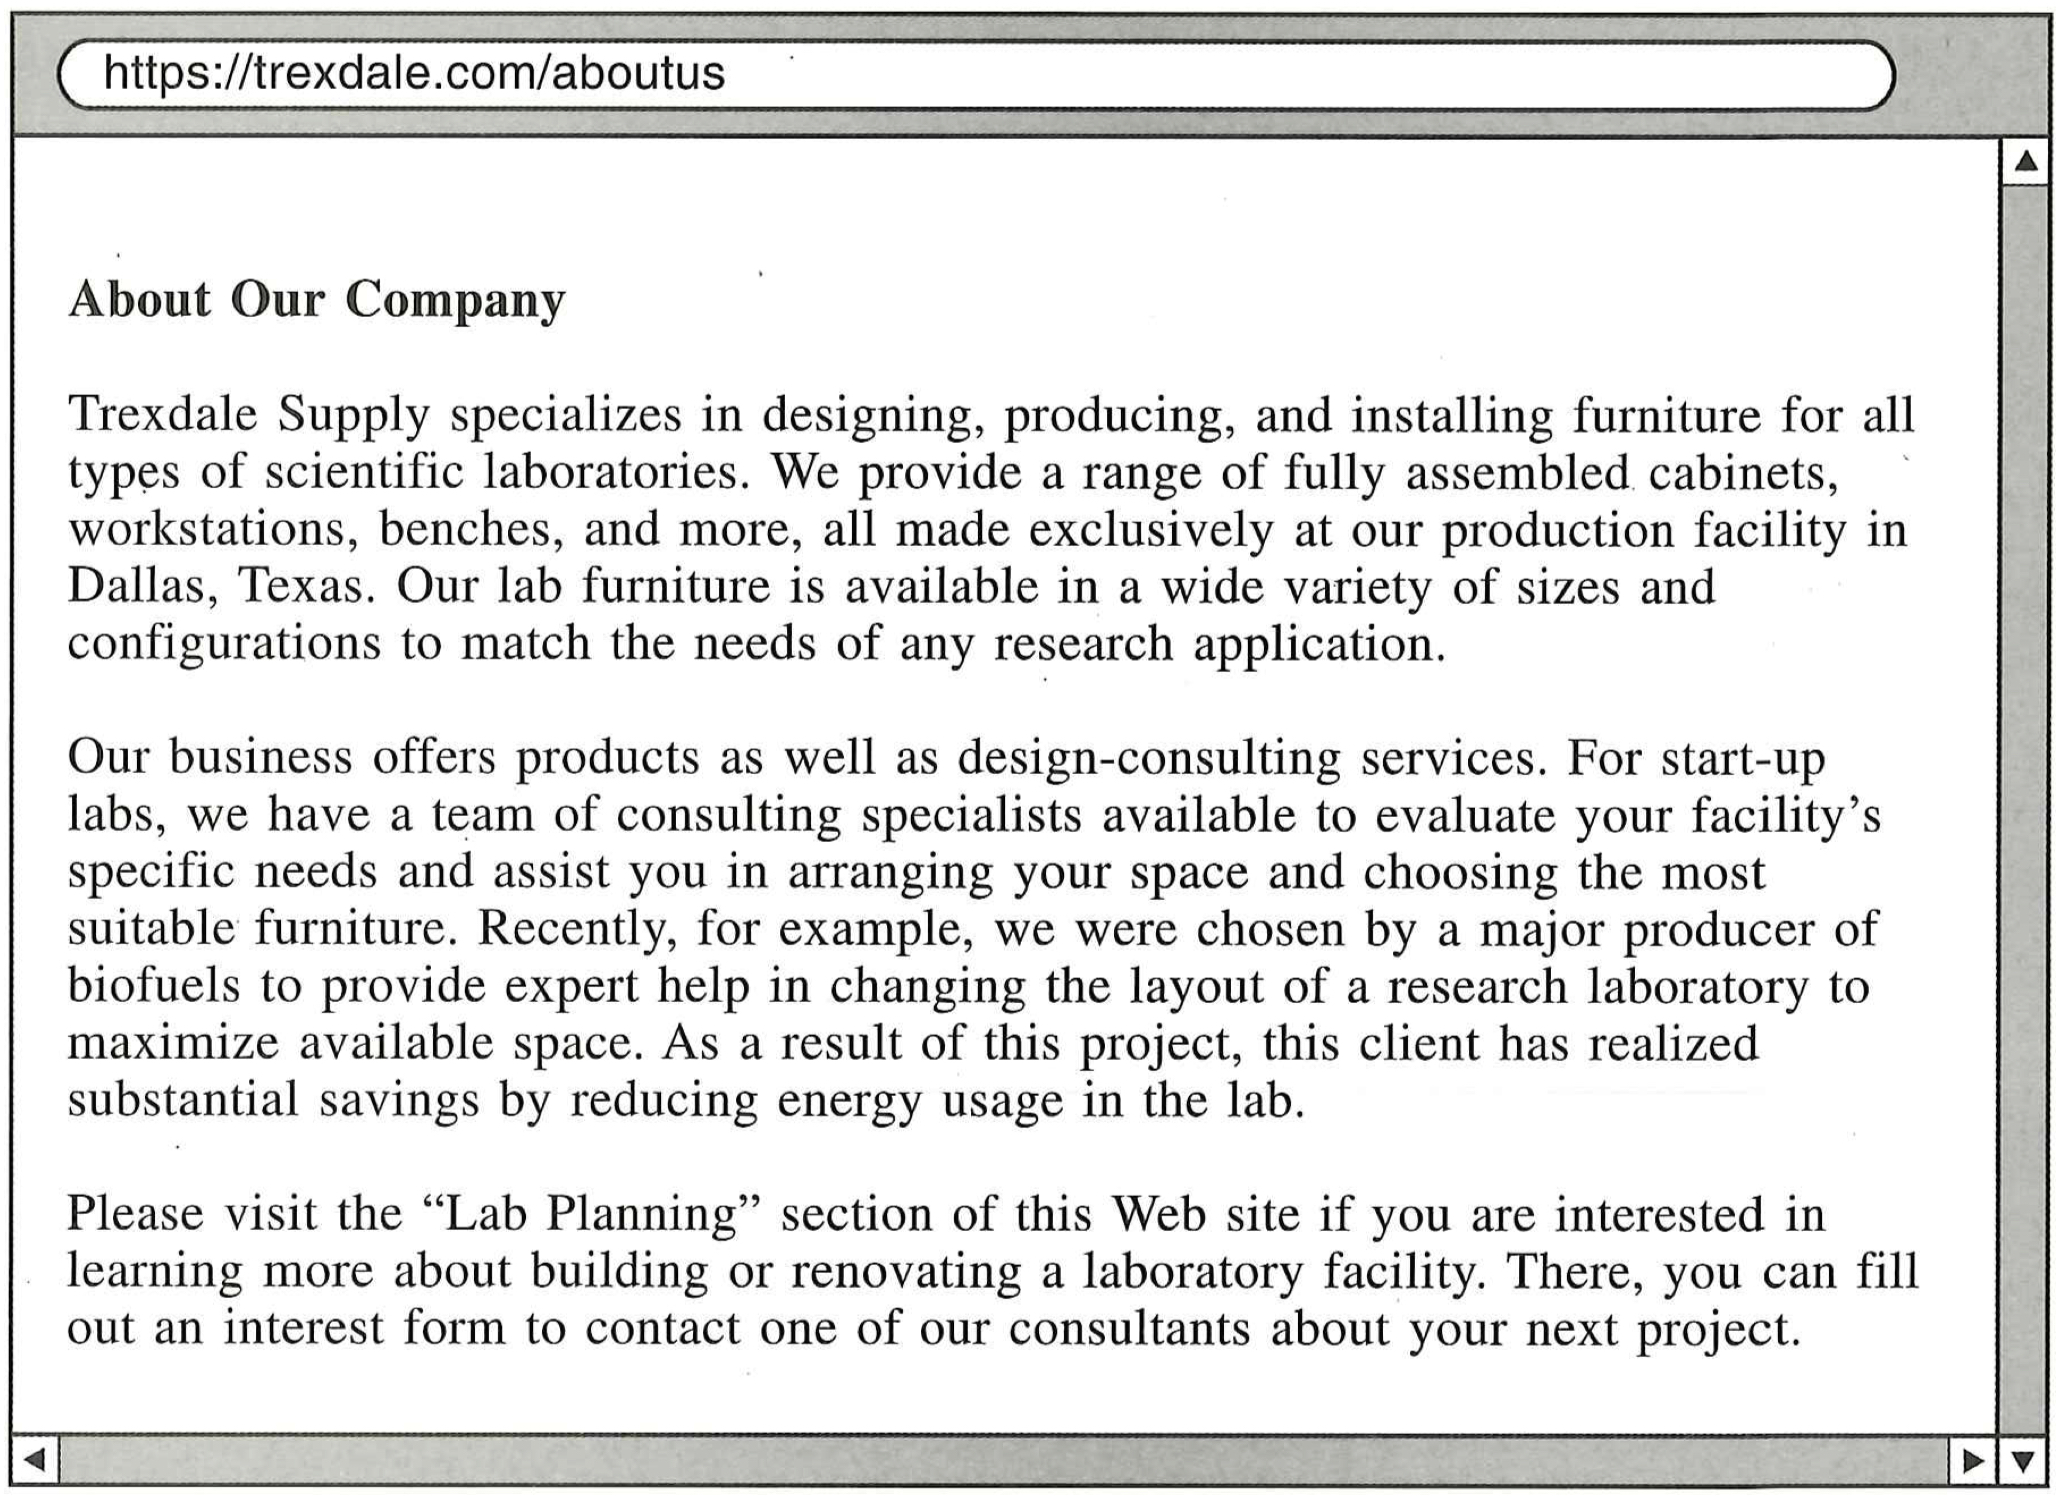 https://trexdale.com/aboutus
About Our Company
Trexdale Supply specializes in designing, producing, and installing furniture for all
types of scientific laboratories. We provide a range of fully assembled cabinets,
workstations, benches, and more, all made exclusively at our production facility in
Dallas, Texas. Our lab furniture is available in a wide variety of sizes and
configurations to match the needs of any research application.
Our business offers products as well as design-consulting services. For start-up
labs, we have a team of consulting specialists available to evaluate your facility’s
specific needs and assist you in arranging your space and choosing the most
suitable furniture. Recently, for example, we were chosen by a major producer of
biofuels to provide expert help in changing the layout of a research laboratory to
maximize available space. As a result of this project, this client has realized
substantial savings by reducing energy usage in the lab.
Please visit the “Lab Planning” section of this Web site if you are interested in
learning more about building or renovating a laboratory facility. There, you can fill
out an interest form to contact one of our consultants about your next project.